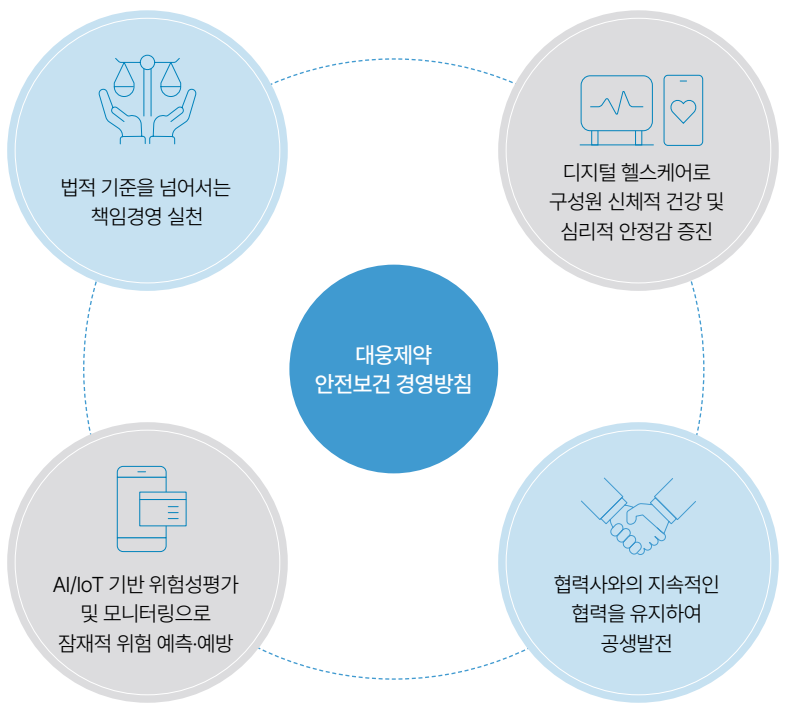 법적 기준을 넘어서는
책임경영 실천
디지털 헬스케어로
구성원 신체적 건강 및
심리적 안정감 증진
대웅제약
안전보건 경영방침
AI/IoT 기반 위험성평가
및 모니터링으로
잠재적 위험 예측·예방
협력사와의 지속적인
협력을 유지하여
공생발전